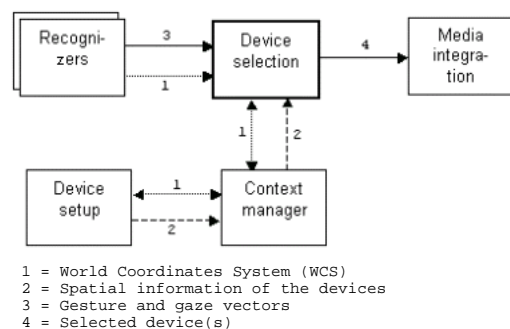 Recogni-
zers
3
1
Device
selection
4
Media
integra-
tion
1
2
Device
setup
1
2
Context
manager
1 = World Coordinates System (WCS)
2 = Spatial information of the devices
3 = Gesture and gaze vectors
4 = Selected device(s)